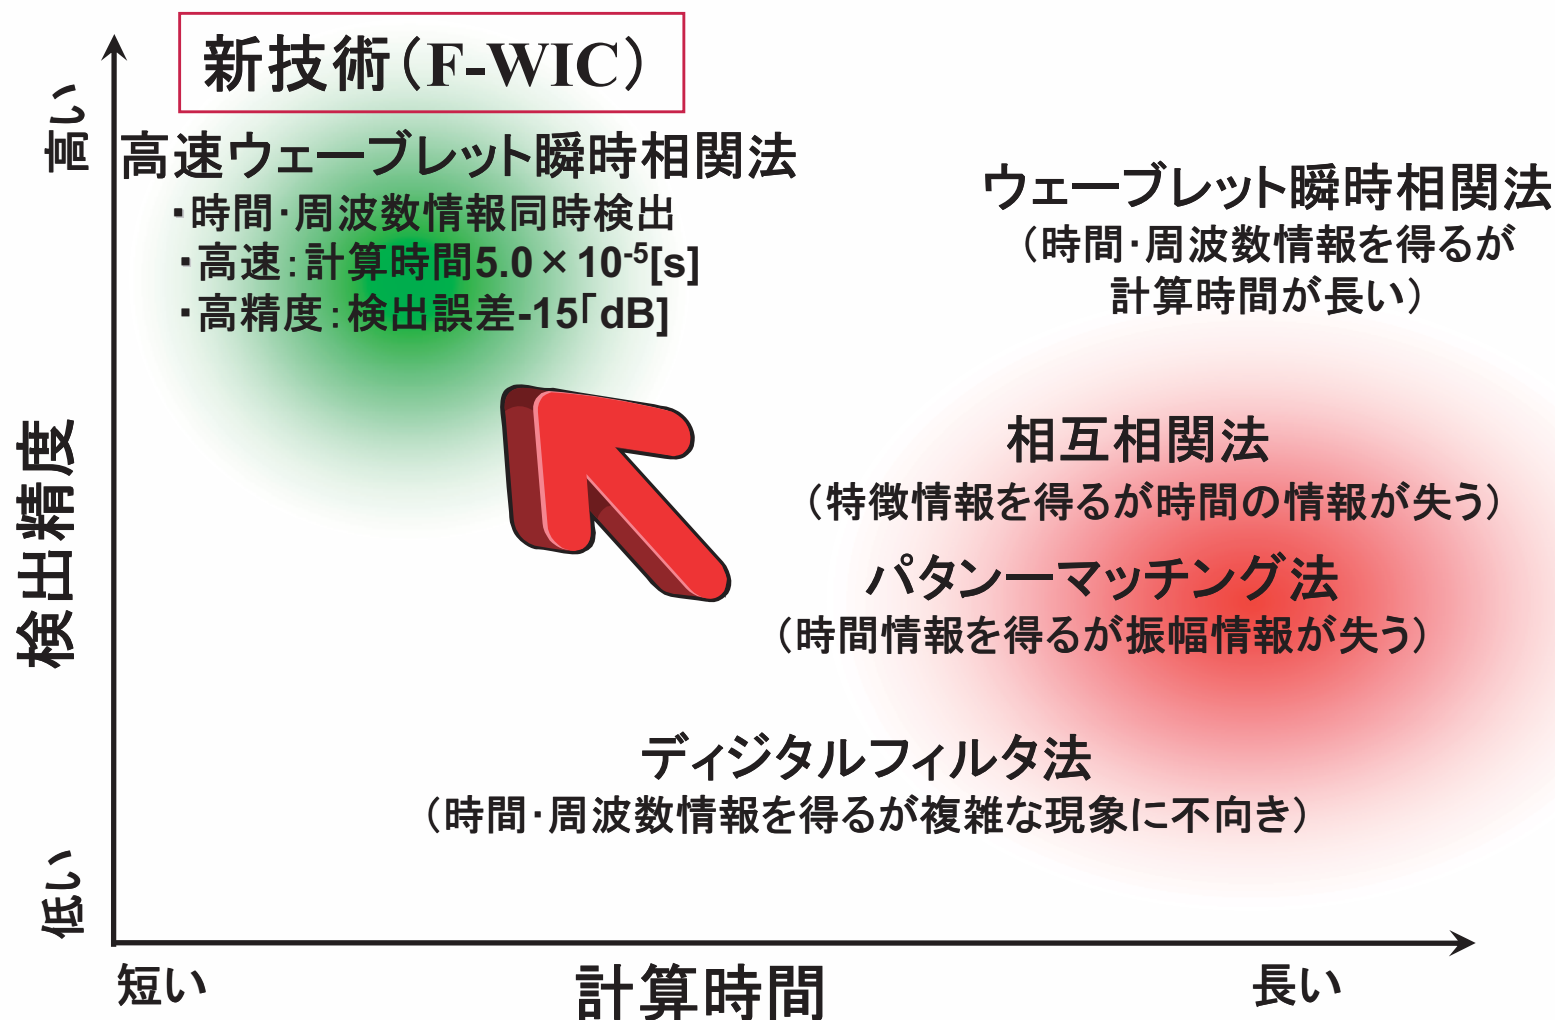 新技術(F-WIC)
高速ウェーブレット瞬時相関法
・時間・周波数情報同時検出
・高速:計算時間5.0×10⁻⁵[s]
・高精度:検出誤差-15「dB]
ウェーブレット瞬時相関法
(時間・周波数情報を得るが
計算時間が長い)
相互相関法
(特徴情報を得るが時間の情報が失う)
パタンーマッチング法
(時間情報を得るが振幅情報が失う)
ディジタルフィルタ法
(時間・周波数情報を得るが複雑な現象に不向き)
高い
検出精度
低い
短い
計算時間
長い